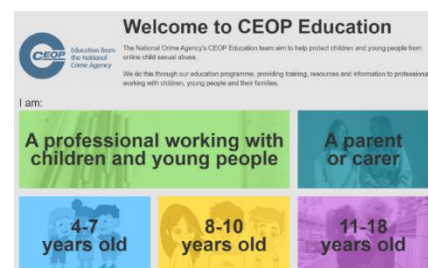 Welcome to CEOP Education
CEOP
Education from
the National
Crime Agency
The National Crime Agency's CEOP Education team aim to help protect children and young people from
online child sexual abuse.
We do this through our education programme, providing training, resources and information to professiona
working with children, young people and their families.
I am:
A professional working with
children and young people
A parent
or carer
4-7
years old
8-10
years old
11-18
years old